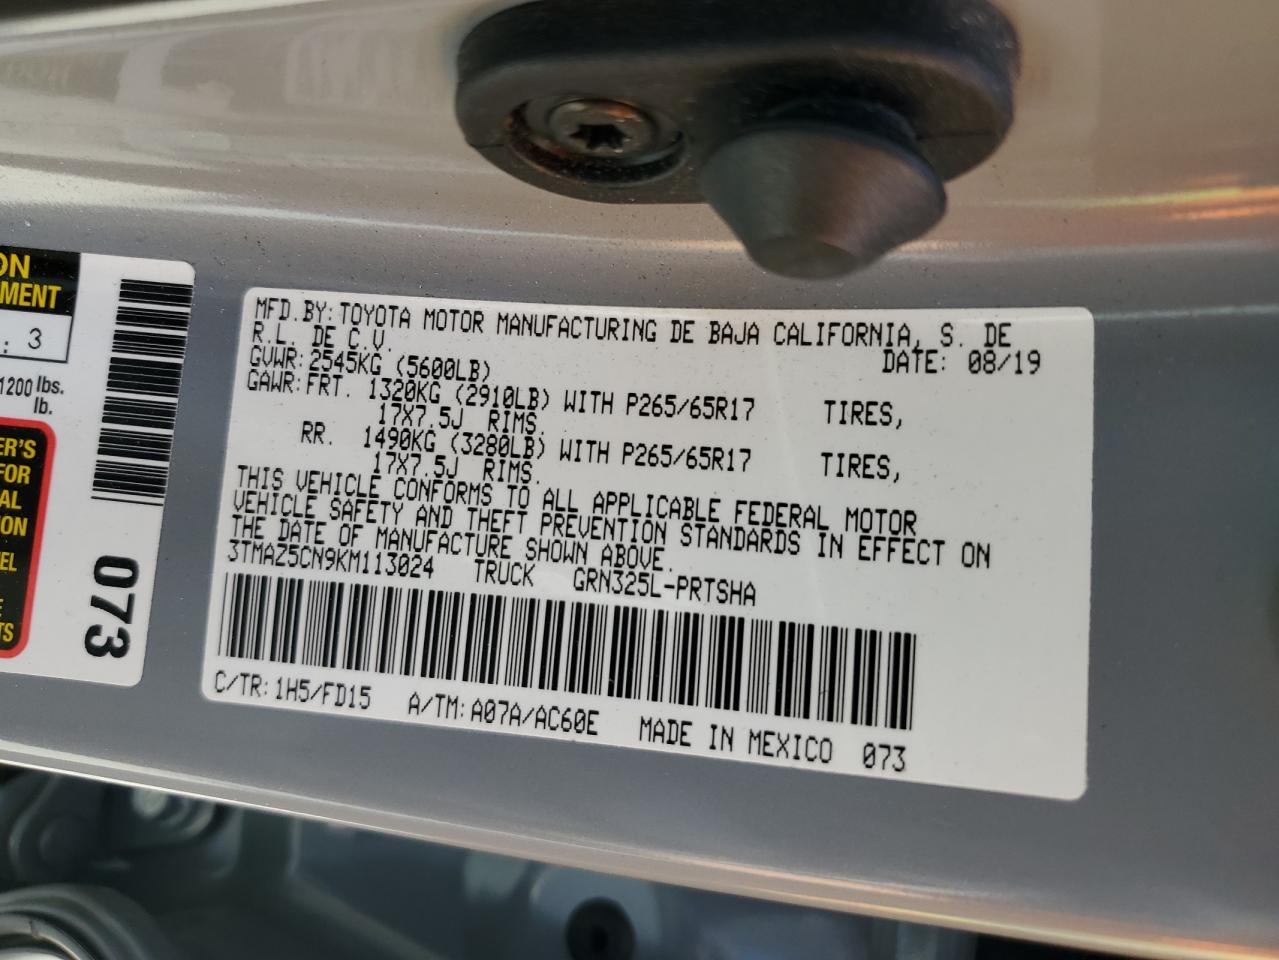 MFD.BY:TOYOTA MOTOR MANUFACTURING DE BAJA CALIFORNIA, S. DE
R.L. DE C.V.
DATE: 08/19
GVWR:2545KG (5600LB)
GAWR:FRT. 1320KG (2910LB) WITH P265/65R17 TIRES,
17X7.5J RIMS.
RR. 1490KG (3280LB) WITH P265/65R17 TIRES,
17X7.5J RIMS.
THIS VEHICLE CONFORMS TO ALL APPLICABLE FEDERAL MOTOR
VEHICLE SAFETY AND THEFT PREVENTION STANDARDS IN EFFECT ON
THE DATE OF MANUFACTURE SHOWN ABOVE.
3TMAZ5CN9KM113024 TRUCK GRN325L-PRTSHA
C/TR:1H5/FD15 A/TM:A07A/AC60E MADE IN MEXICO 073
ON
MENT
: 3
1200 lbs.
lb.
ER'S
FOR
AL
ION
EL
E
TS
073